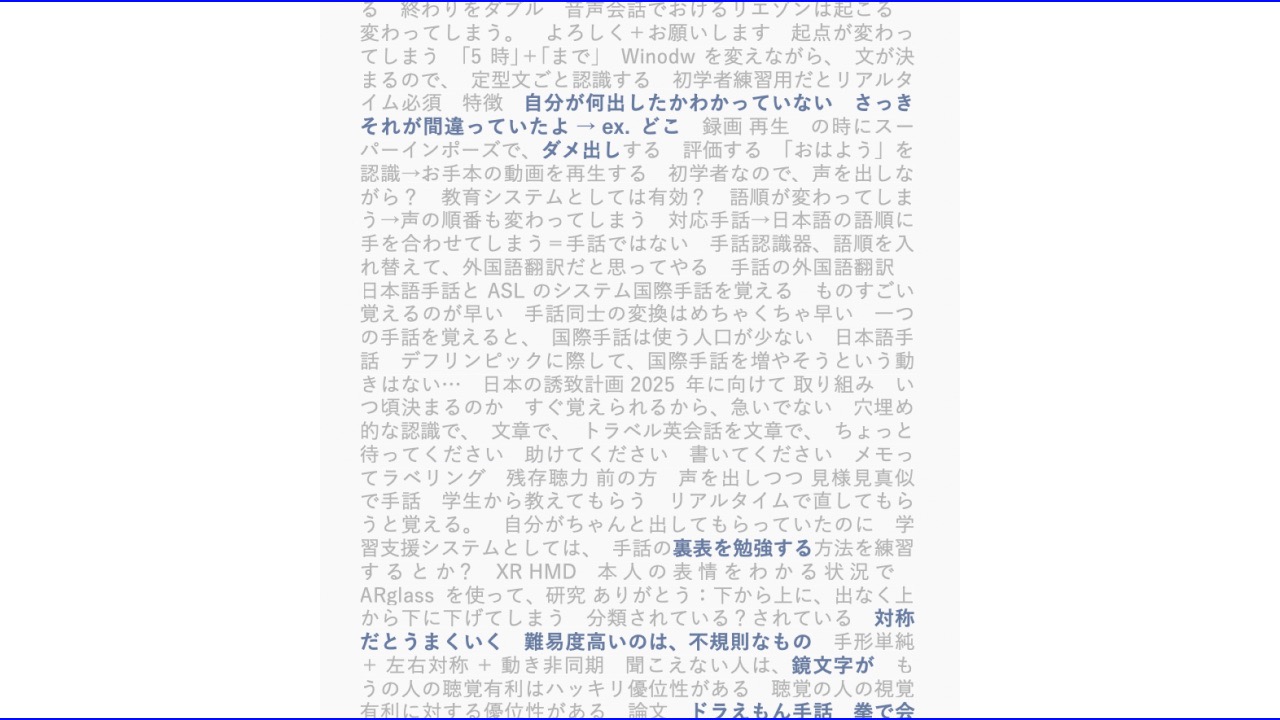 る　終わりをダブル　音声会話でおけるリエゾンは起こる
変わってしまう。　よろしく＋お願いします　起点が変わっ
てしまう　「5 時」＋「まで」　Winodw を変えながら、　文が決
まるので、　定型文ごと認識する　初学者練習用だとリアルタ
イム必須　特徴　自分が何出したかわかっていない　さっき
それが間違っていたよ → ex. どこ　録画 再生　の時にスー
パーインポーズで、ダメ出しする　評価する　「おはよう」を
認識→お手本の動画を再生する　初学者なので、声を出しな
がら？　教育システムとしては有効？　語順が変わってしま
う→声の順番も変わってしまう　対応手話→日本語の語順に
手を合わせてしまう＝手話ではない　手話認識器、語順を入
れ替えて、外国語翻訳だと思ってやる　手話の外国語翻訳
日本語手話と ASL のシステム国際手話を覚える　ものすごい
覚えるのが早い　手話同士の変換はめちゃくちゃ早い　一つ
の手話を覚えると、　国際手話は使う人口が少ない　日本語手
話　デフリンピックに際して、国際手話を増やそうという動
きはない…　日本の誘致計画 2025 年に向けて 取り組み　い
つ頃決まるのか　すぐ覚えられるから、急いでない　穴埋め
的な認識で、　文章で、　トラベル英会話を文章で、　ちょっと
待ってください　助けてください　書いてください　メモっ
てラベリング　残存聴力 前の方　声を出しつつ 見様見真似
で手話　学生から教えてもらう　リアルタイムで直してもら
うと覚える。　自分がちゃんと出してもらっていたのに　学
習支援システムとしては、　手話の裏表を勉強する方法を練習
するとか？　XR HMD　本人の表情をわかる状況で
ARglass を使って、研究 ありがとう：下から上に、出なく上
から下に下げてしまう　分類されている？されている　対称
だとうまくいく　難易度高いのは、不規則なもの　手形単純
＋ 左右対称 ＋ 動き非同期　聞こえない人は、鏡文字が　も
うの人の聴覚有利はハッキリ優位性がある　聴覚の人の視覚
有利に対する優位性がある　論文　ドラえもん手話　拳で会